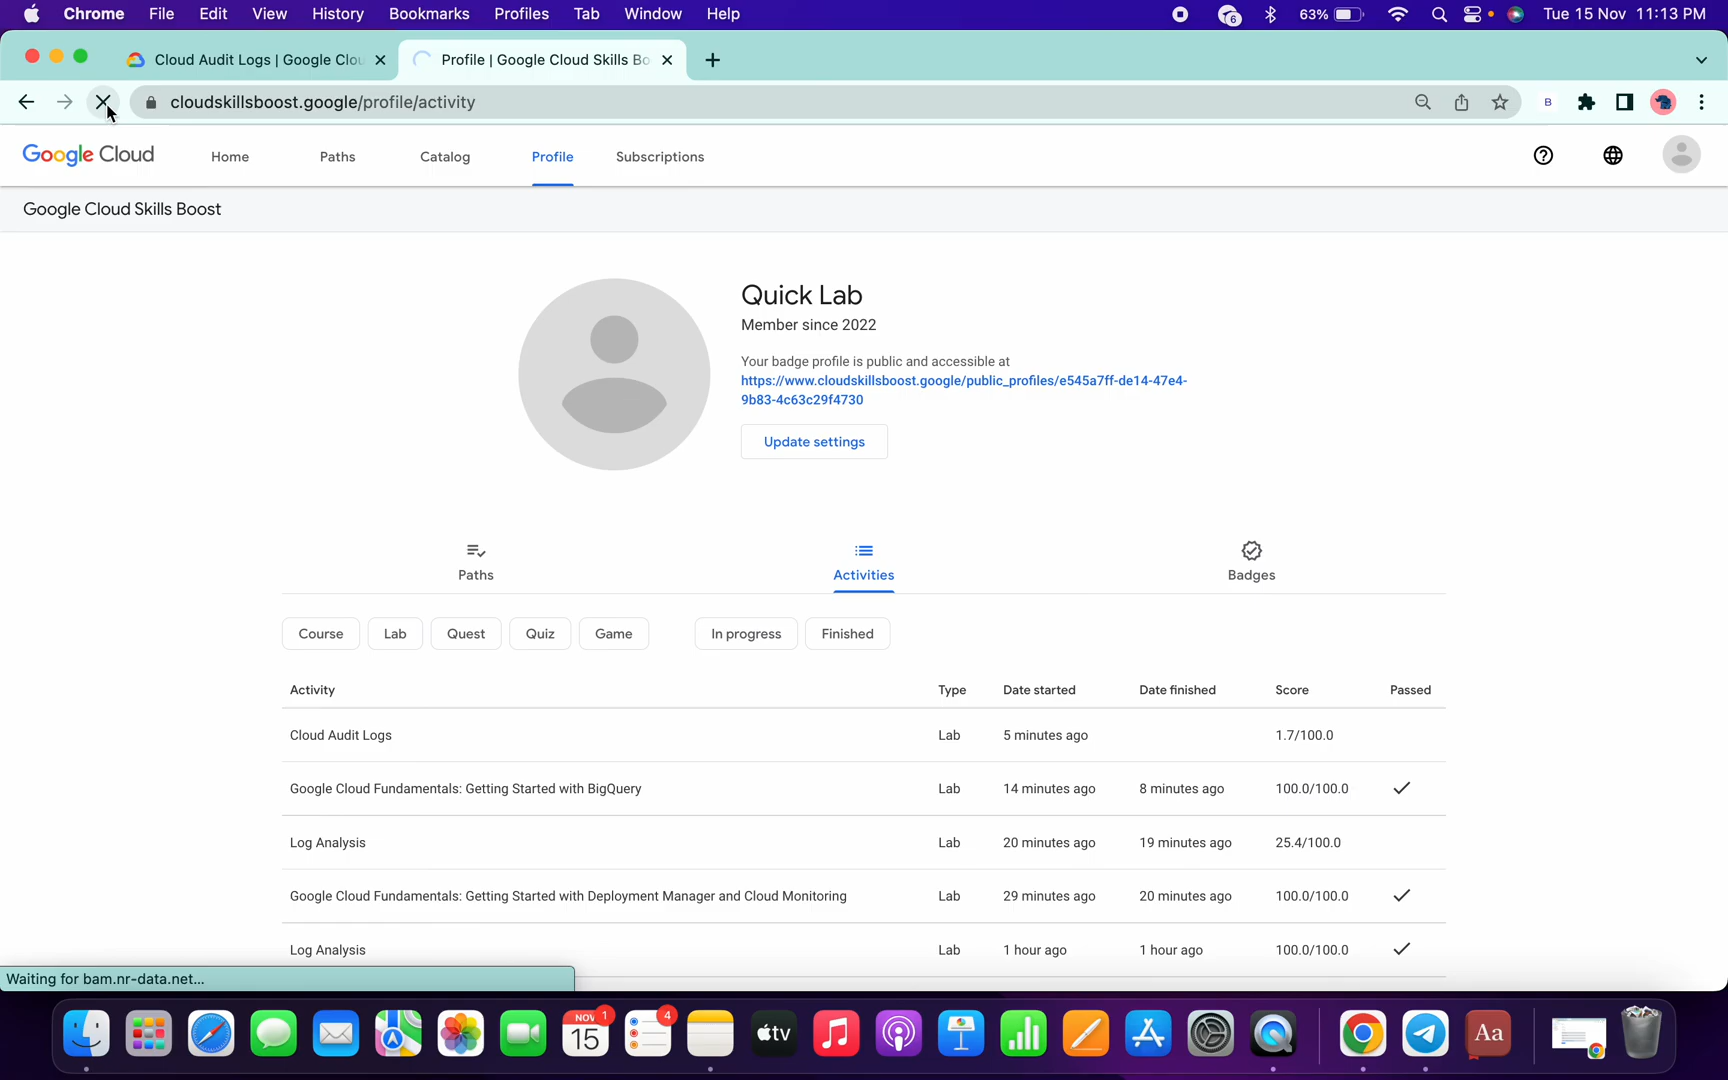 Chrome File Edit View History Bookmarks Profiles Tab Window Help 6 63% Tue 15 Nov 11:13 PM
Cloud Audit Logs | Google Clou Profile | Google Cloud Skills Bo
cloudskillsboost.google/profile/activity B
Google Cloud Home Paths Catalog Profile Subscriptions
Google Cloud Skills Boost
Quick Lab
Member since 2022
Your badge profile is public and accessible at
https://www.cloudskillsboost.google/public_profiles/e545a7ff-de14-47e4-
9b83-4c63c29f4730
Update settings
Paths Activities Badges
Course Lab Quest Quiz Game In progress Finished
Activity Type Date started Date finished Score Passed
Cloud Audit Logs Lab 5 minutes ago 1.7/100.0
Google Cloud Fundamentals: Getting Started with BigQuery Lab 14 minutes ago 8 minutes ago 100.0/100.0
Log Analysis Lab 20 minutes ago 19 minutes ago 25.4/100.0
Google Cloud Fundamentals: Getting Started with Deployment Manager and Cloud Monitoring Lab 29 minutes ago 20 minutes ago 100.0/100.0
Log Analysis Lab 1 hour ago 1 hour ago 100.0/100.0
Waiting for bam.nr-data.net...
NOV 15 1 4 tv Aa